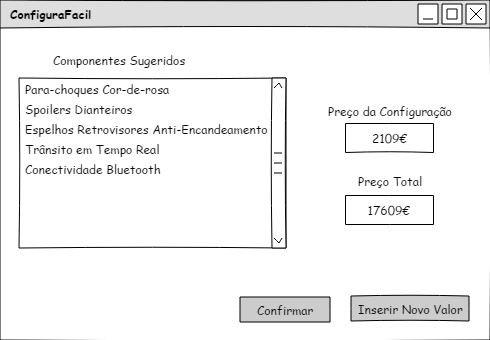 ConfiguraFacil
Componentes Sugeridos
Para-choques Cor-de-rosa
Spoilers Dianteiros
Espelhos Retrovisores Anti-Encandeamento
Trânsito em Tempo Real
Conectividade Bluetooth
Preço da Configuração
2109€
Preço Total
17609€
Confirmar
Inserir Novo Valor